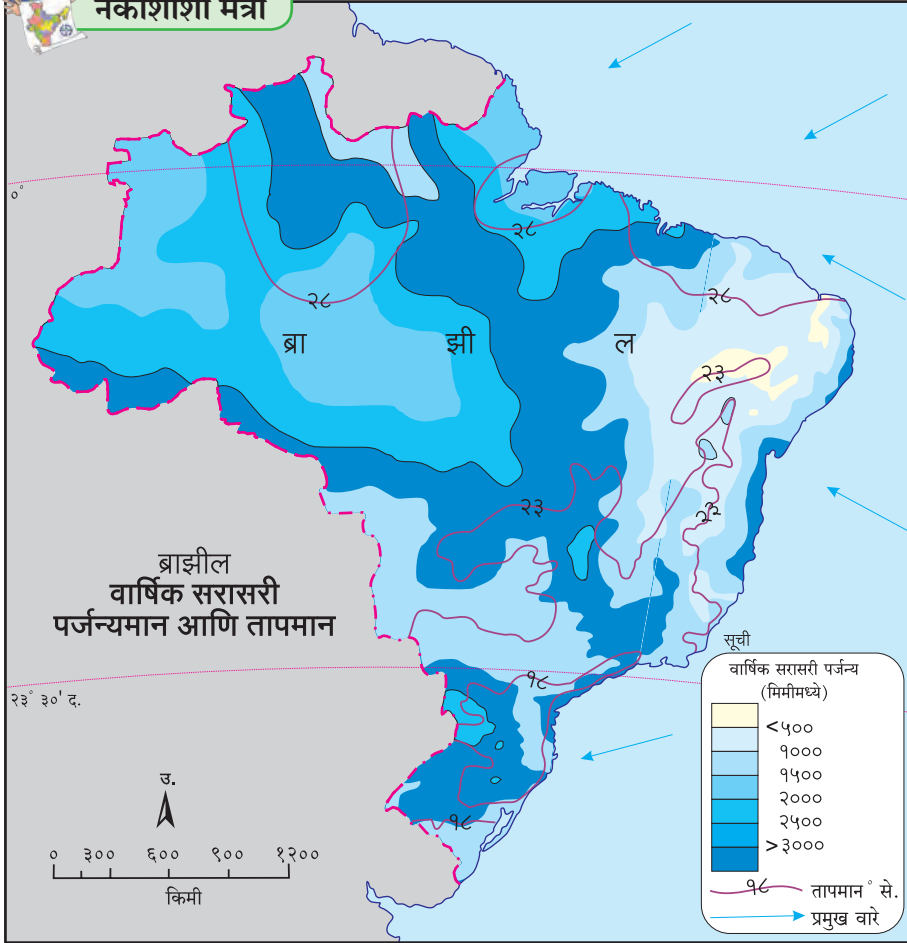 नकाशाशी मैत्री
०°
२८
२८
२८
ब्रा झी ल
२३
२३
२३
ब्राझील
वार्षिक सरासरी
पर्जन्यमान आणि तापमान
२३° ३०' द.
१८
१८
उ.
० ३०० ६०० ९०० १२००
किमी
सूची
वार्षिक सरासरी पर्जन्य
(मिमीमध्ये)
<५००
१०००
१५००
२०००
२५००
>३०००
१८ तापमान ° से.
प्रमुख वारे